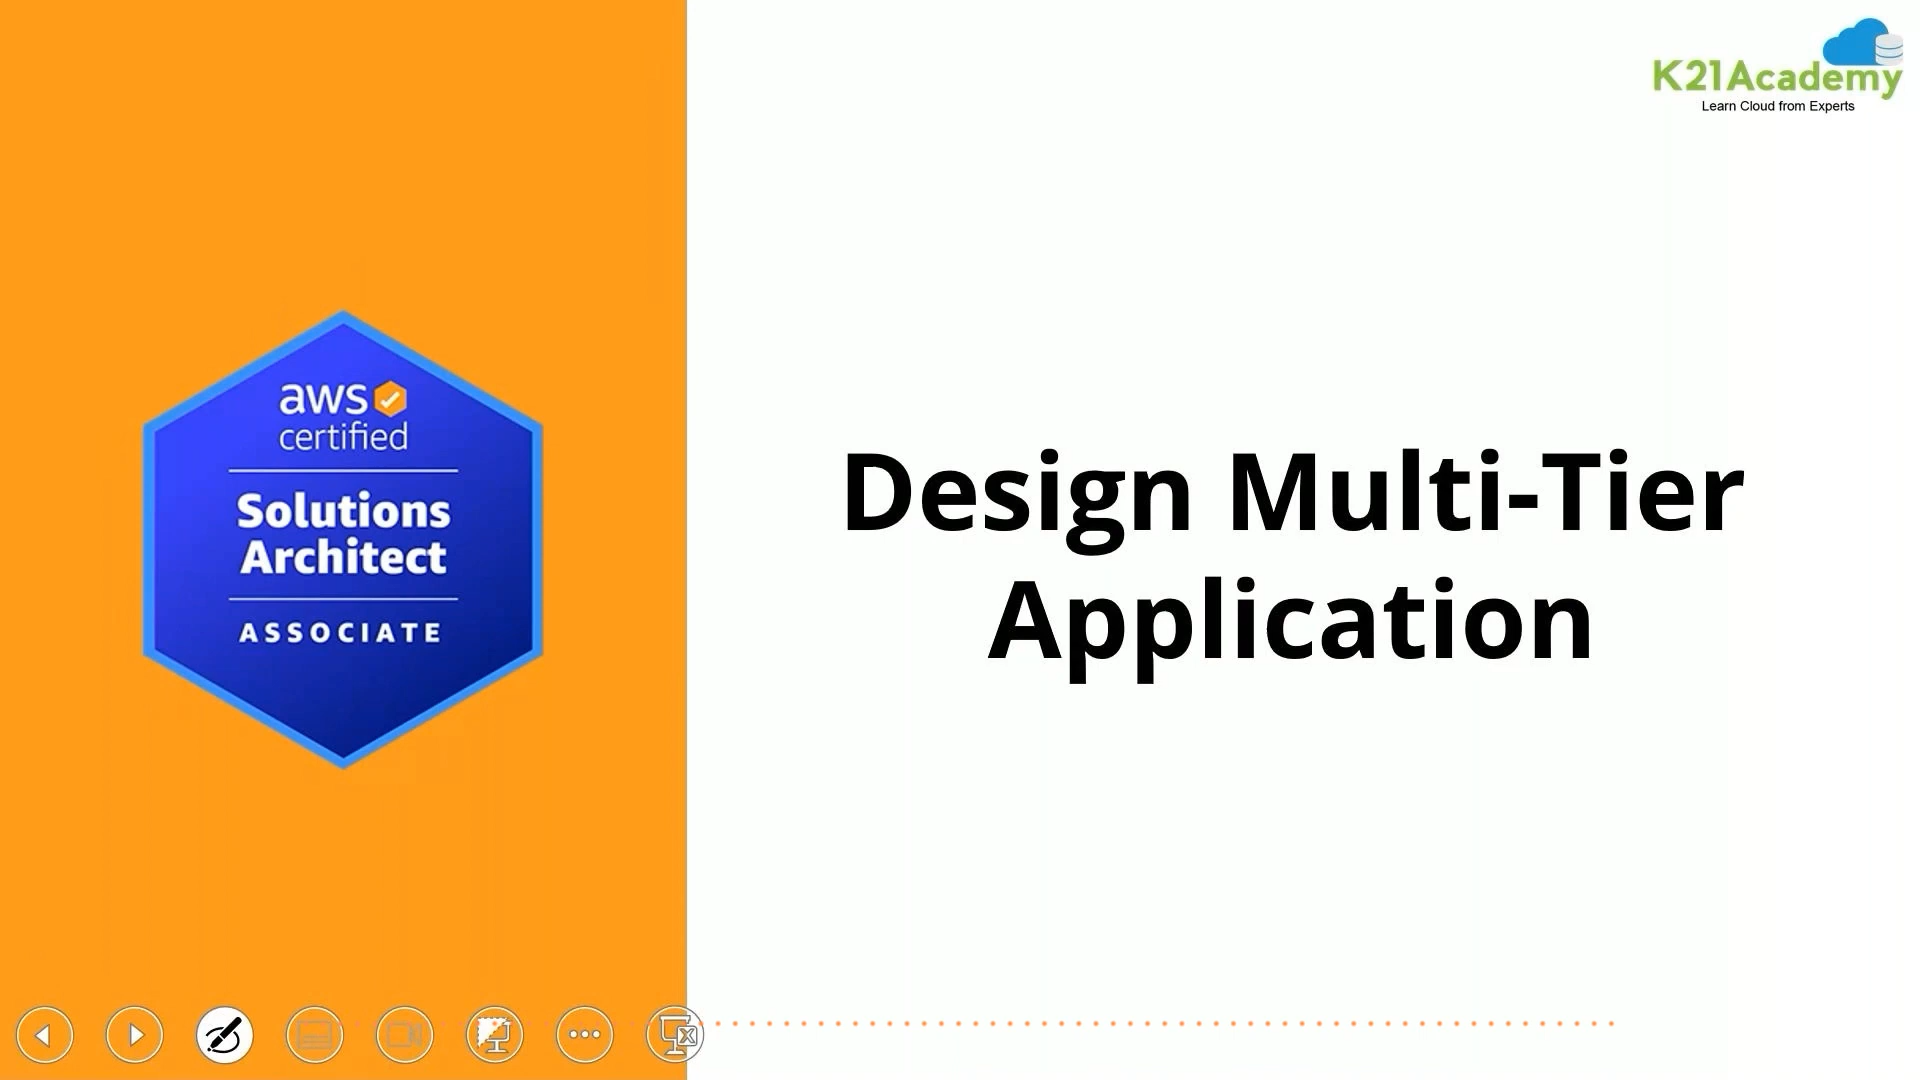 K21Academy
Learn Cloud from Experts
aws
certified
Solutions
Architect
ASSOCIATE
Design Multi-Tier
Application